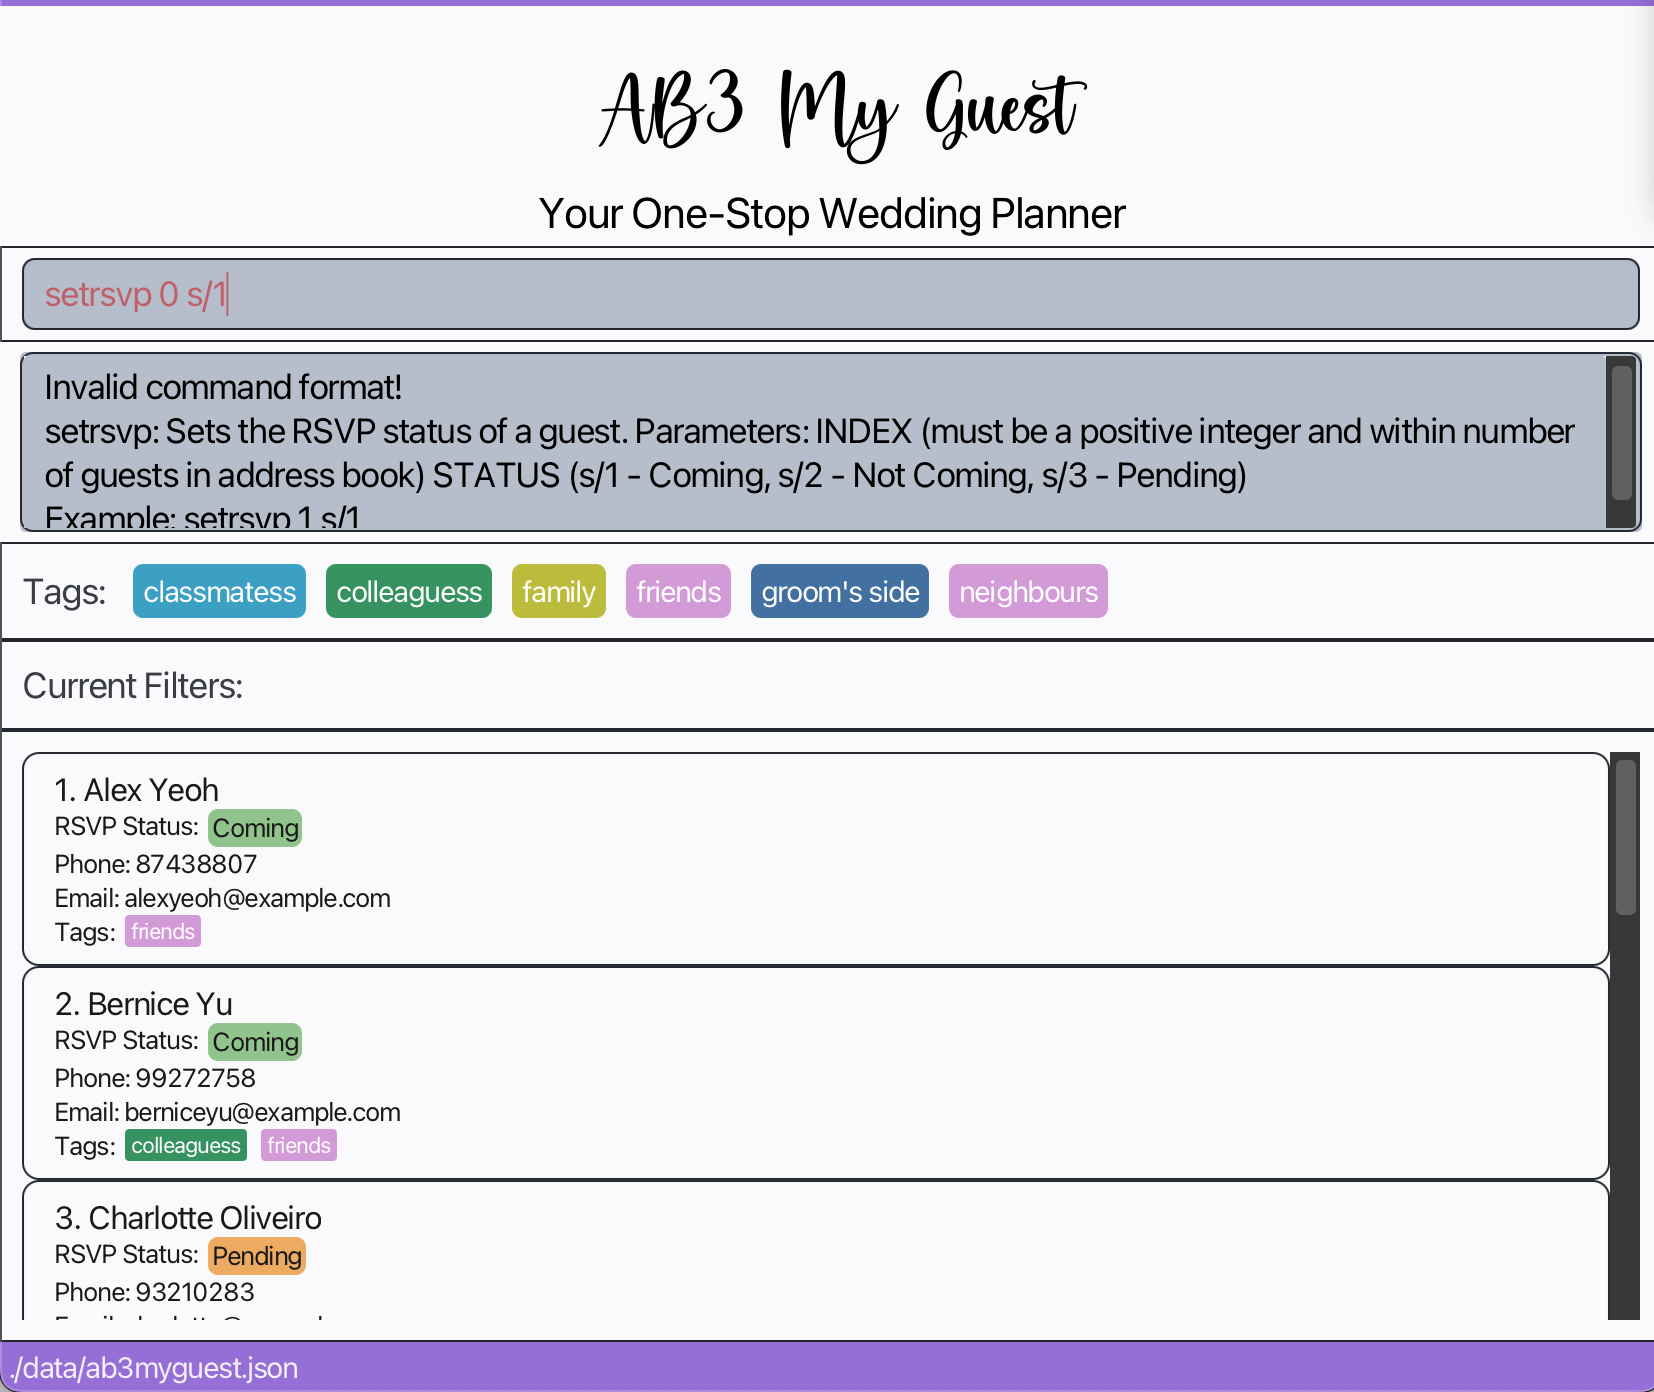 AB3 My Guest
Your One-Stop Wedding Planner
setrsvp 0 s/1
Invalid command format!
setrsvp: Sets the RSVP status of a guest. Parameters: INDEX (must be a positive integer and within number
of guests in address book) STATUS (s/1 - Coming, s/2 - Not Coming, s/3 - Pending)
Example: setrsvp 1 s/1
Tags: classmatess colleaguess family friends groom's side neighbours
Current Filters:
1. Alex Yeoh
RSVP Status: Coming
Phone: 87438807
Email: alexyeoh@example.com
Tags: friends
2. Bernice Yu
RSVP Status: Coming
Phone: 99272758
Email: berniceyu@example.com
Tags: colleaguess friends
3. Charlotte Oliveiro
RSVP Status: Pending
Phone: 93210283
./data/ab3myguest.json